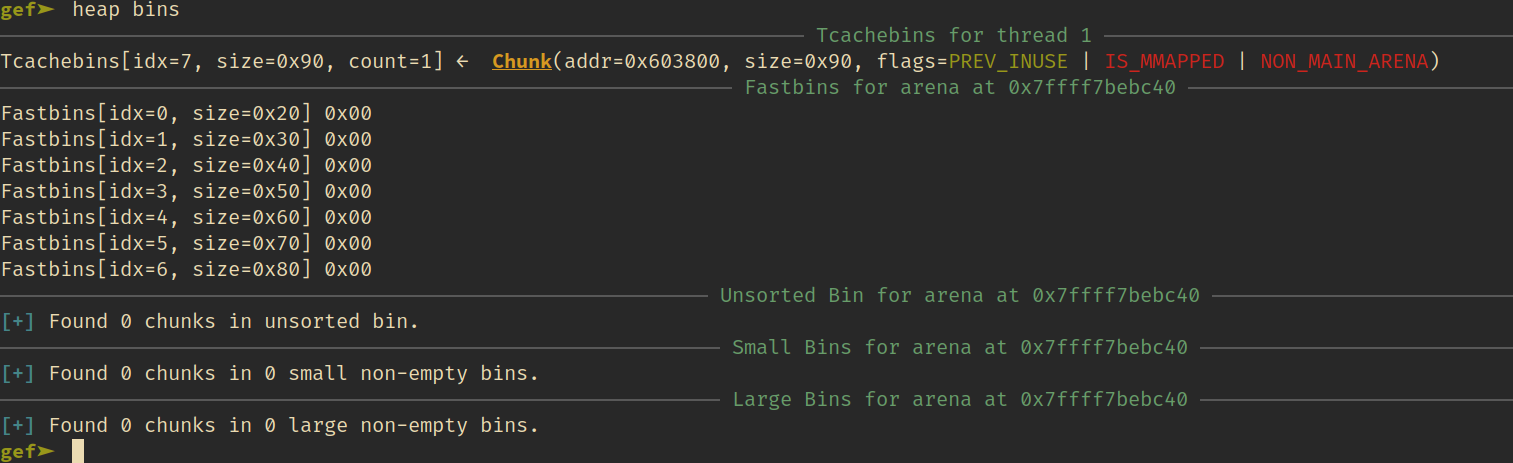 gef➤ heap bins
Tcachebins for thread 1
Tcachebins[idx=7, size=0x90, count=1] ← Chunk(addr=0x603800, size=0x90, flags=PREV_INUSE | IS_MMAPPED | NON_MAIN_ARENA)
Fastbins for arena at 0x7ffff7bebc40
Fastbins[idx=0, size=0x20] 0x00
Fastbins[idx=1, size=0x30] 0x00
Fastbins[idx=2, size=0x40] 0x00
Fastbins[idx=3, size=0x50] 0x00
Fastbins[idx=4, size=0x60] 0x00
Fastbins[idx=5, size=0x70] 0x00
Fastbins[idx=6, size=0x80] 0x00
Unsorted Bin for arena at 0x7ffff7bebc40
[+] Found 0 chunks in unsorted bin.
Small Bins for arena at 0x7ffff7bebc40
[+] Found 0 chunks in 0 small non-empty bins.
Large Bins for arena at 0x7ffff7bebc40
[+] Found 0 chunks in 0 large non-empty bins.
gef➤